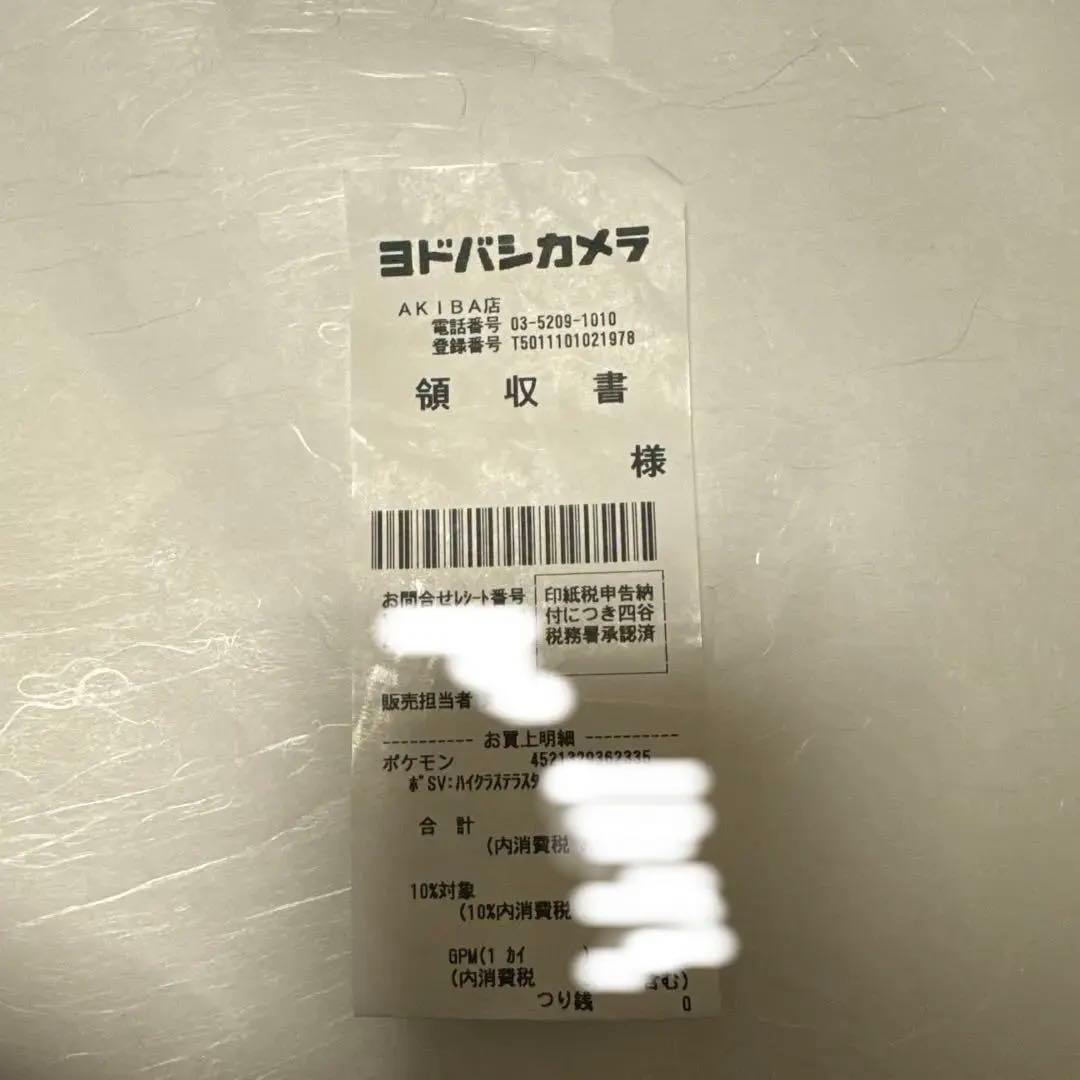 ヨドバシカメラ
AKIBA店
電話番号 03-5209-1010
登録番号 T5011101021978
領 収 書
様
お問合せレシート番号
印紙税申告納
付につき四谷
税務署承認済
販売担当者
---------- お買上明細 ----------
ポケモン
ポSV:ハイクラステラスタ
合 計
(内消費税
10%対象
(10%内消費税
GPM(1 カイ )
(内消費税 含む)
つり銭 0